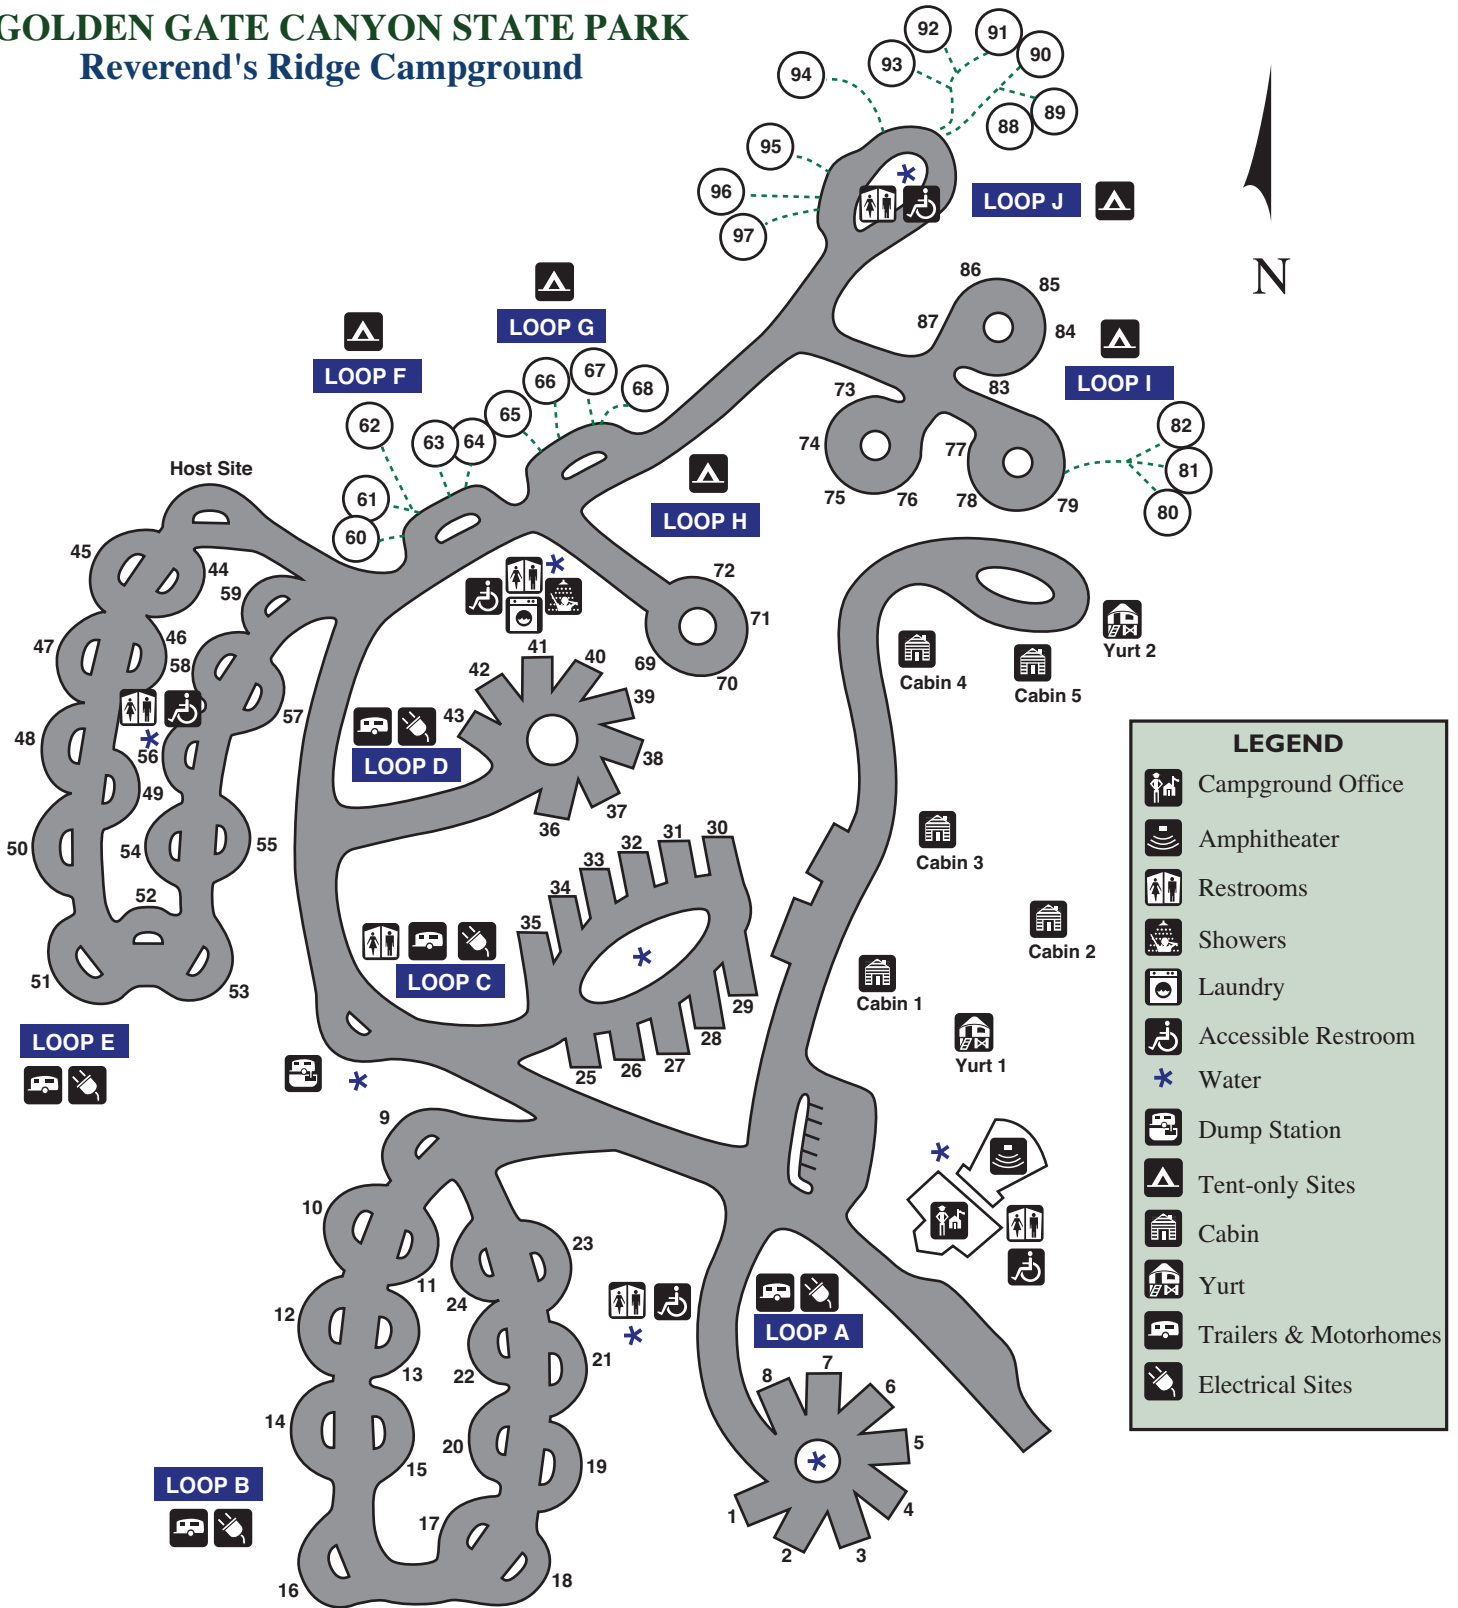 GOLDEN GATE CANYON STATE PARK
Reverend's Ridge Campground
92
91
90
93
94
89
88
95
96
97
LOOP J
N
86
85
87
84
LOOP I
83
73
74
75
76
77
78
79
82
81
80
LOOP G
LOOP F
66
67
68
65
62
63
64
61
60
LOOP H
Host Site
45
44
59
47
46
58
48
56
57
49
50
54
55
52
51
53
LOOP E
72
71
69
70
41
40
42
39
43
38
37
36
LOOP D
Yurt 2
Cabin 4
Cabin 5
Cabin 3
Cabin 2
Cabin 1
Yurt 1
30
31
32
33
34
35
LOOP C
29
28
27
26
25
9
10
11
12
13
14
15
16
17
18
19
20
21
22
23
24
LOOP B
LOOP A
7
8
6
5
4
3
2
1
LEGEND
Campground Office
Amphitheater
Restrooms
Showers
Laundry
Accessible Restroom
Water
Dump Station
Tent-only Sites
Cabin
Yurt
Trailers & Motorhomes
Electrical Sites